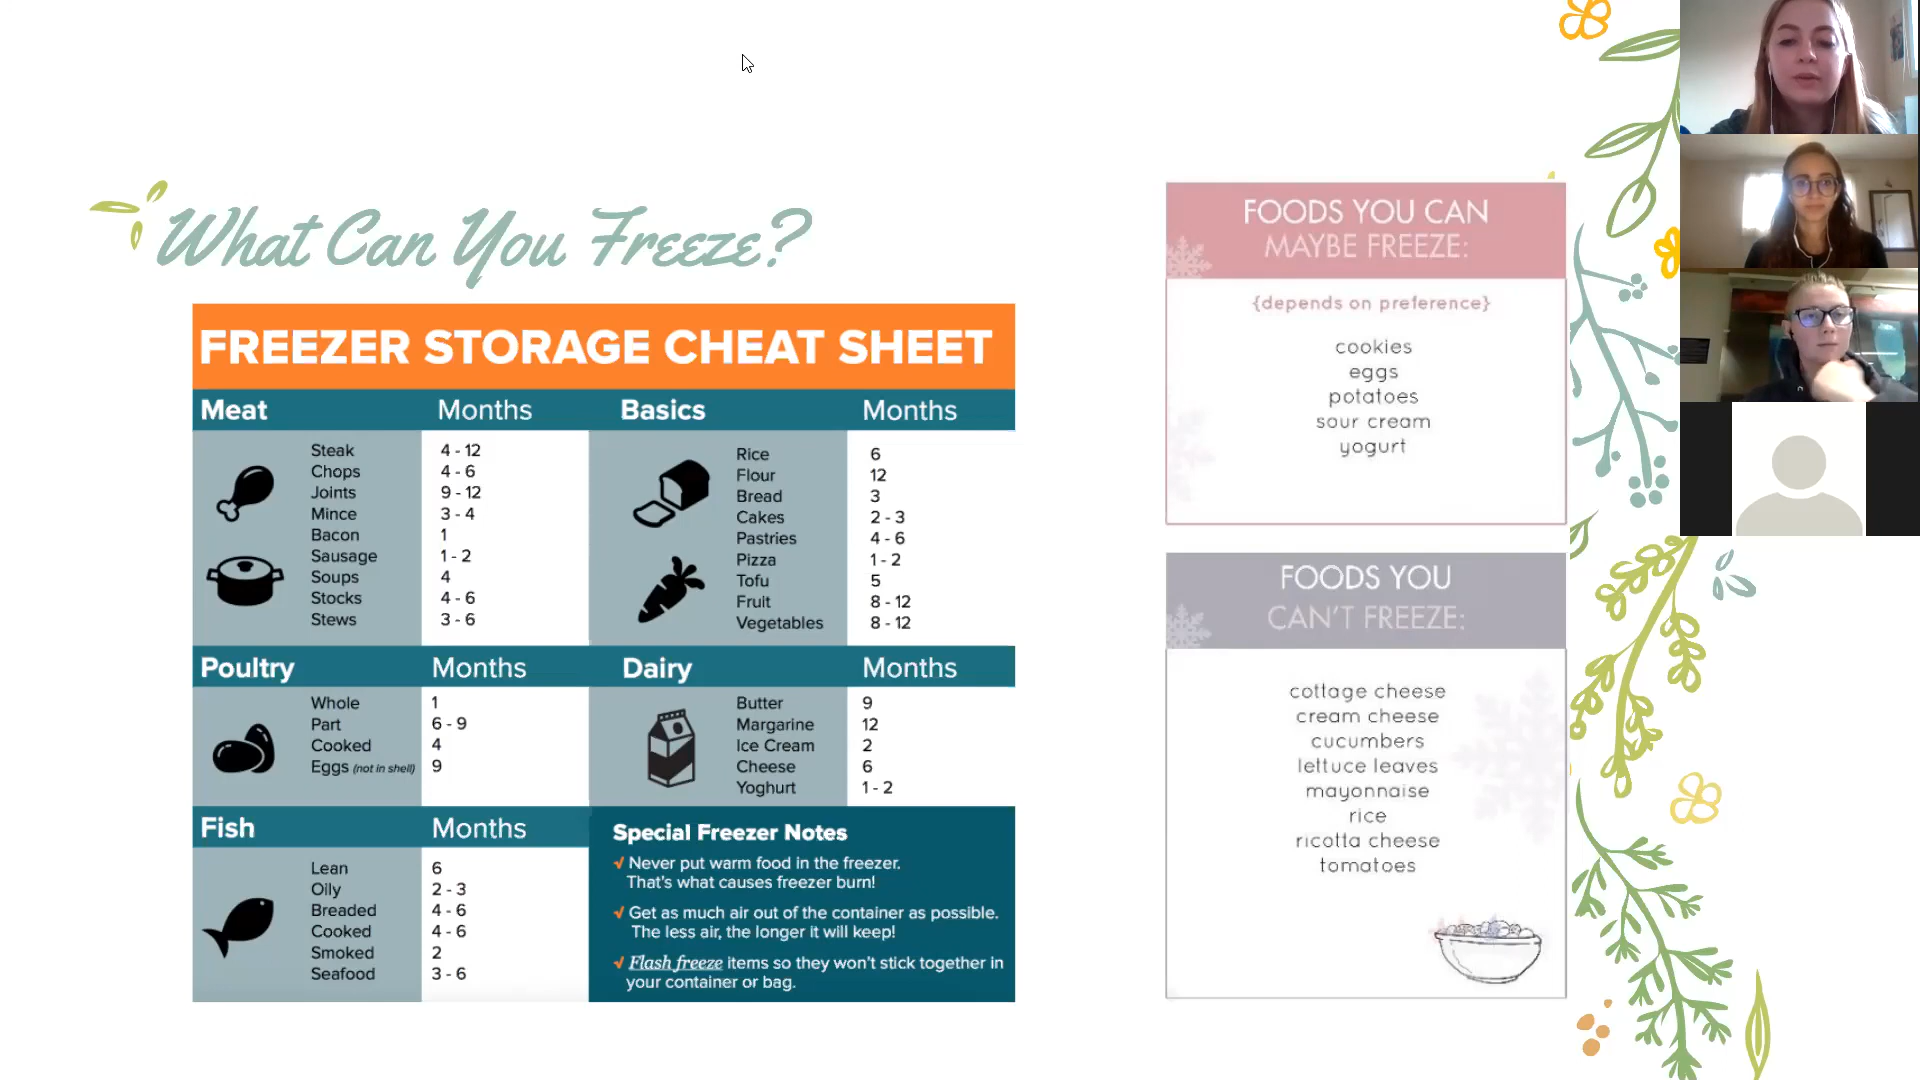 What Can You Freeze?
FREEZER STORAGE CHEAT SHEET
Meat Months
Steak 4 - 12
Chops 4 - 6
Joints 9 - 12
Mince 3 - 4
Bacon 1
Sausage 1 - 2
Soups 4
Stocks 4 - 6
Stews 3 - 6
Basics Months
Rice 6
Flour 12
Bread 3
Cakes 2 - 3
Pastries 4 - 6
Pizza 1 - 2
Tofu 5
Fruit 8 - 12
Vegetables 8 - 12
Poultry Months
Whole 1
Part 6 - 9
Cooked 4
Eggs (not in shell) 9
Dairy Months
Butter 9
Margarine 12
Ice Cream 2
Cheese 6
Yoghurt 1 - 2
Fish Months
Lean 6
Oily 2 - 3
Breaded 4 - 6
Cooked 4 - 6
Smoked 2
Seafood 3 - 6
Special Freezer Notes
√ Never put warm food in the freezer.
That's what causes freezer burn!
√ Get as much air out of the container as possible.
The less air, the longer it will keep!
√ Flash freeze items so they won't stick together in
your container or bag.
FOODS YOU CAN
MAYBE FREEZE:
{depends on preference}
cookies
eggs
potatoes
sour cream
yogurt
FOODS YOU
CAN'T FREEZE:
cottage cheese
cream cheese
cucumbers
lettuce leaves
mayonnaise
rice
ricotta cheese
tomatoes